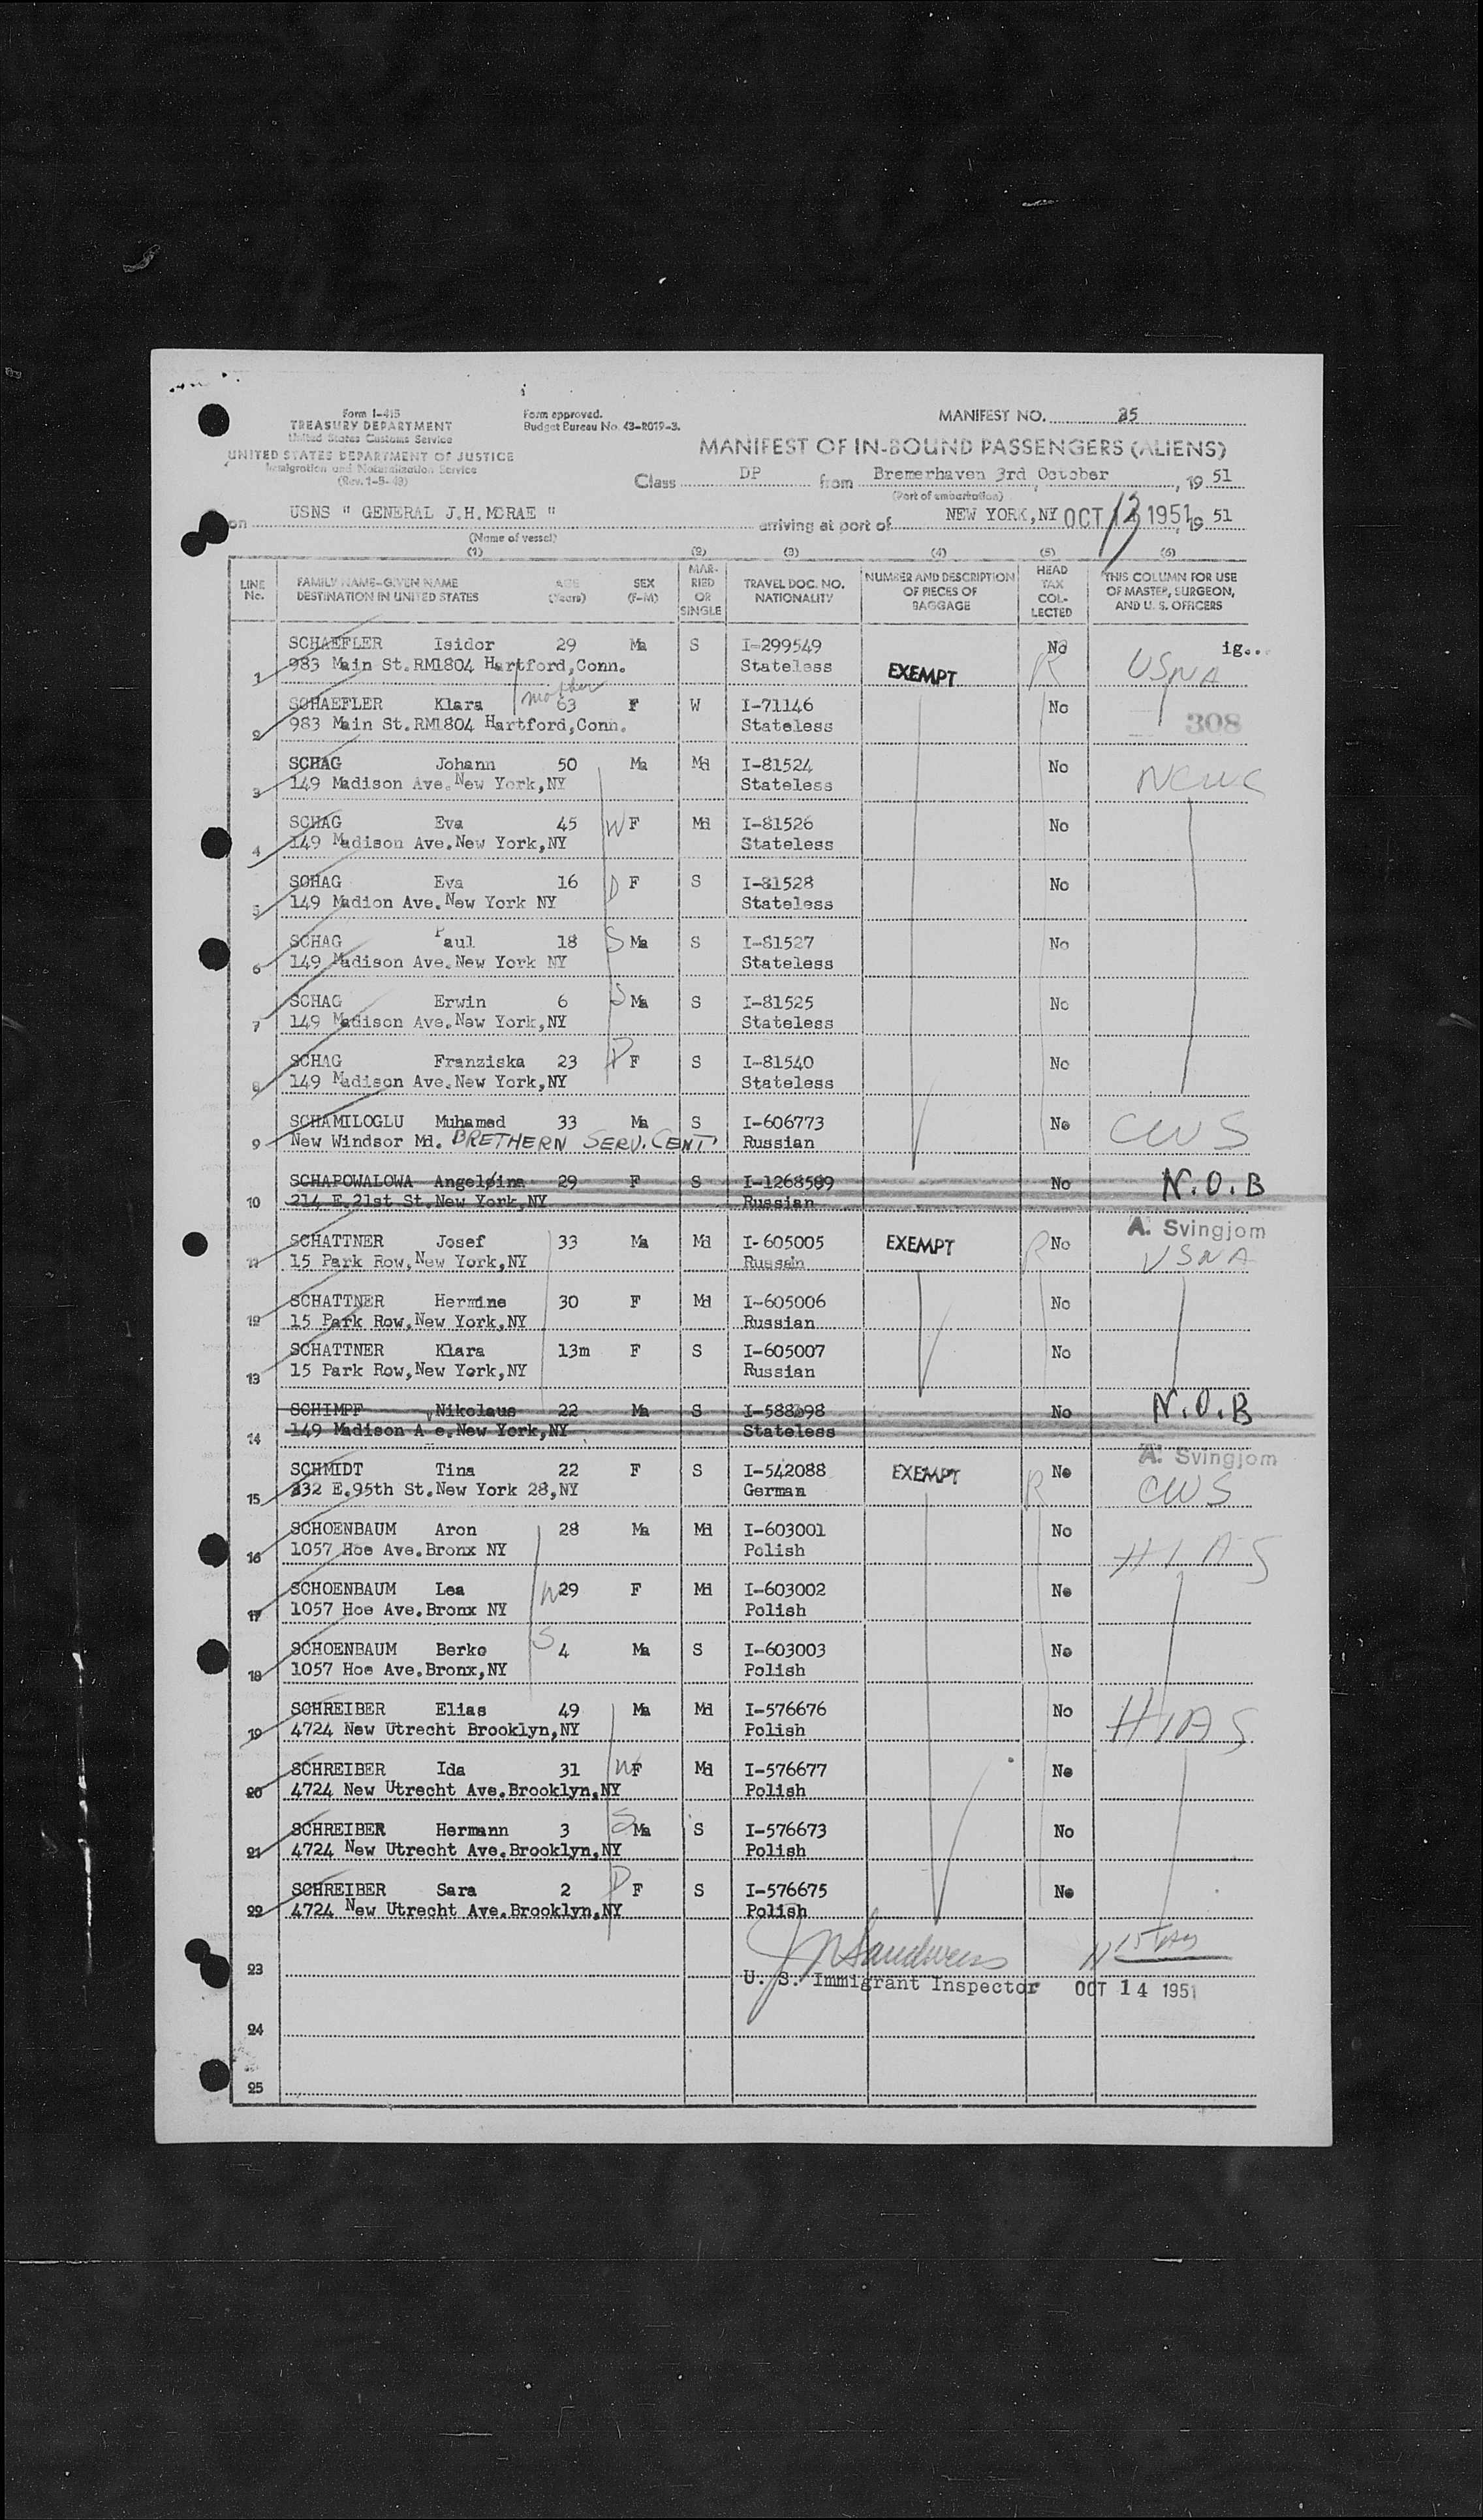 Form I-415
TREASURY DEPARTMENT
United States Customs Service
UNITED STATES DEPARTMENT OF JUSTICE
Immigration and Naturalization Service
(Rev. 1-5-49)
Form approved.
Budget Bureau No. 43-R079-3.
MANIFEST NO. 25
MANIFEST OF IN-BOUND PASSENGERS (ALIENS)
Class DP from Bremerhaven 3rd, October, 19 51
(Port of embarkation)
on USNS " GENERAL J.H.MCRAE " arriving at port of NEW YORK,NY OCT 1951, 19 51
(Name of vessel)
(1) (2) (3) (4) (5) (6)
LINE No. FAMILY NAME-GIVEN NAME DESTINATION IN UNITED STATES AGE (Years) SEX (F-M) MARRIED OR SINGLE TRAVEL DOC. NO. NATIONALITY NUMBER AND DESCRIPTION OF PIECES OF BAGGAGE HEAD TAX COLLECTED THIS COLUMN FOR USE OF MASTER, SURGEON, AND U. S. OFFICERS
SCHAEFLER Isidor 29 Ma S I-299549 No ig...
1 983 Main St.RM1804 Hartford,Conn. Stateless EXEMPT R USNA
mother
SCHAEFLER Klara 63 F W I-71146 No
2 983 Main St.RM1804 Hartford,Conn. Stateless 308
SCHAG Johann 50 Ma Md I-81524 No
3 149 Madison Ave.New York,NY Stateless NCWC
SCHAG Eva 45 W F Md I-81526 No
4 149 Madison Ave.New York,NY Stateless
SCHAG Eva 16 D F S I-81528 No
5 149 Madion Ave.New York NY Stateless
SCHAG Paul 18 S Ma S I-81527 No
6 149 Madison Ave.New York NY Stateless
SCHAG Erwin 6 S Ma S I-81525 No
7 149 Madison Ave.New York,NY Stateless
SCHAG Franziska 23 D F S I-81540 No
8 149 Madison Ave.New York,NY Stateless
SCHAMILOGLU Muhamed 33 Ma S I-606773 No CWS
9 New Windsor Md. BRETHERN SERV. CENT Russian
SCHAPOWALOWA Angeloina 29 F S I-1268589 No N.O.B
10 214 E.21st St.New York,NY Russian
A. Svingjom
SCHATTNER Josef 33 Ma Md I-605005 EXEMPT R No
11 15 Park Row,New York,NY Russan USNA
SCHATTNER Hermine 30 F Md I-605006 No
12 15 Park Row,New York,NY Russian
SCHATTNER Klara 13m F S I-605007 No
13 15 Park Row,New York,NY Russian
SCHIMPF Nikolaus 22 Ma S I-588298 No N.O.B
14 149 Madison A e.New York,NY Stateless
A. Svingjom
SCHMIDT Tina 22 F S I-542088 EXEMPT No
15 332 E.95th St.New York 28,NY German R CWS
SCHOENBAUM Aron 28 Ma Md I-603001 No
16 1057 Hoe Ave.Bronx NY Polish HIAS
SCHOENBAUM Lea W 29 F Md I-603002 No
17 1057 Hoe Ave.Bronx NY Polish
SCHOENBAUM Berko S 4 Ma S I-603003 No
18 1057 Hoe Ave.Bronx,NY Polish
SCHREIBER Elias 49 Ma Md I-576676 No
19 4724 New Utrecht Brooklyn,NY Polish HIAS
SCHREIBER Ida 31 W F Md I-576677 No
20 4724 New Utrecht Ave.Brooklyn,NY Polish
SCHREIBER Hermann 3 S Ma S I-576673 No
21 4724 New Utrecht Ave.Brooklyn,NY Polish
SCHREIBER Sara 2 D F S I-576675 No
22 4724 New Utrecht Ave.Brooklyn,NY Polish
23 U. S. Immigrant Inspector OCT 14 1951
24
25